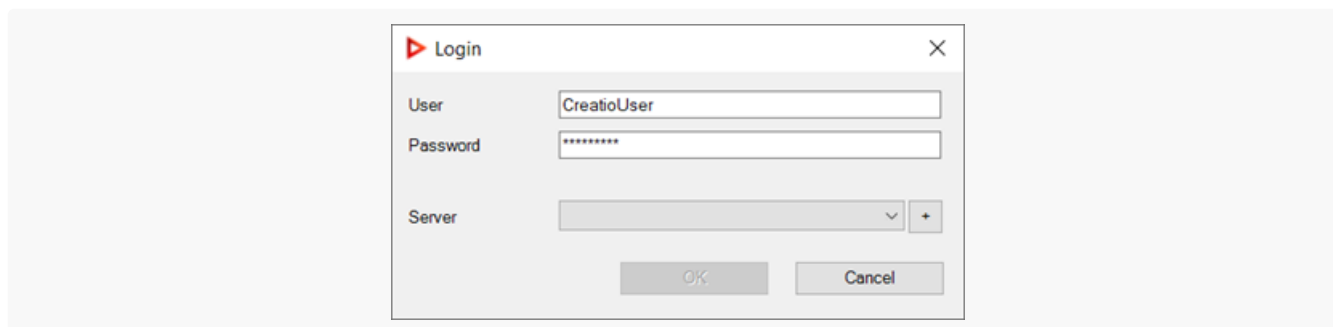 Login
User CreatioUser
Password *********
Server +
OK Cancel